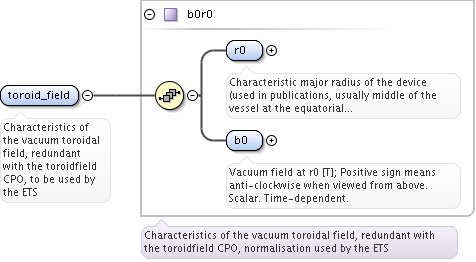 b0r0
r0
Characteristic major radius of the device
(used in publications, usually middle of the
vessel at the equatorial...
toroid_field
Characteristics of
the vacuum toroidal
field, redundant
with the toroidfield
CPO, to be used by
the ETS
b0
Vacuum field at r0 [T]; Positive sign means
anti-clockwise when viewed from above.
Scalar. Time-dependent.
Characteristics of the vacuum toroidal field, redundant with
the toroidfield CPO, normalisation used by the ETS